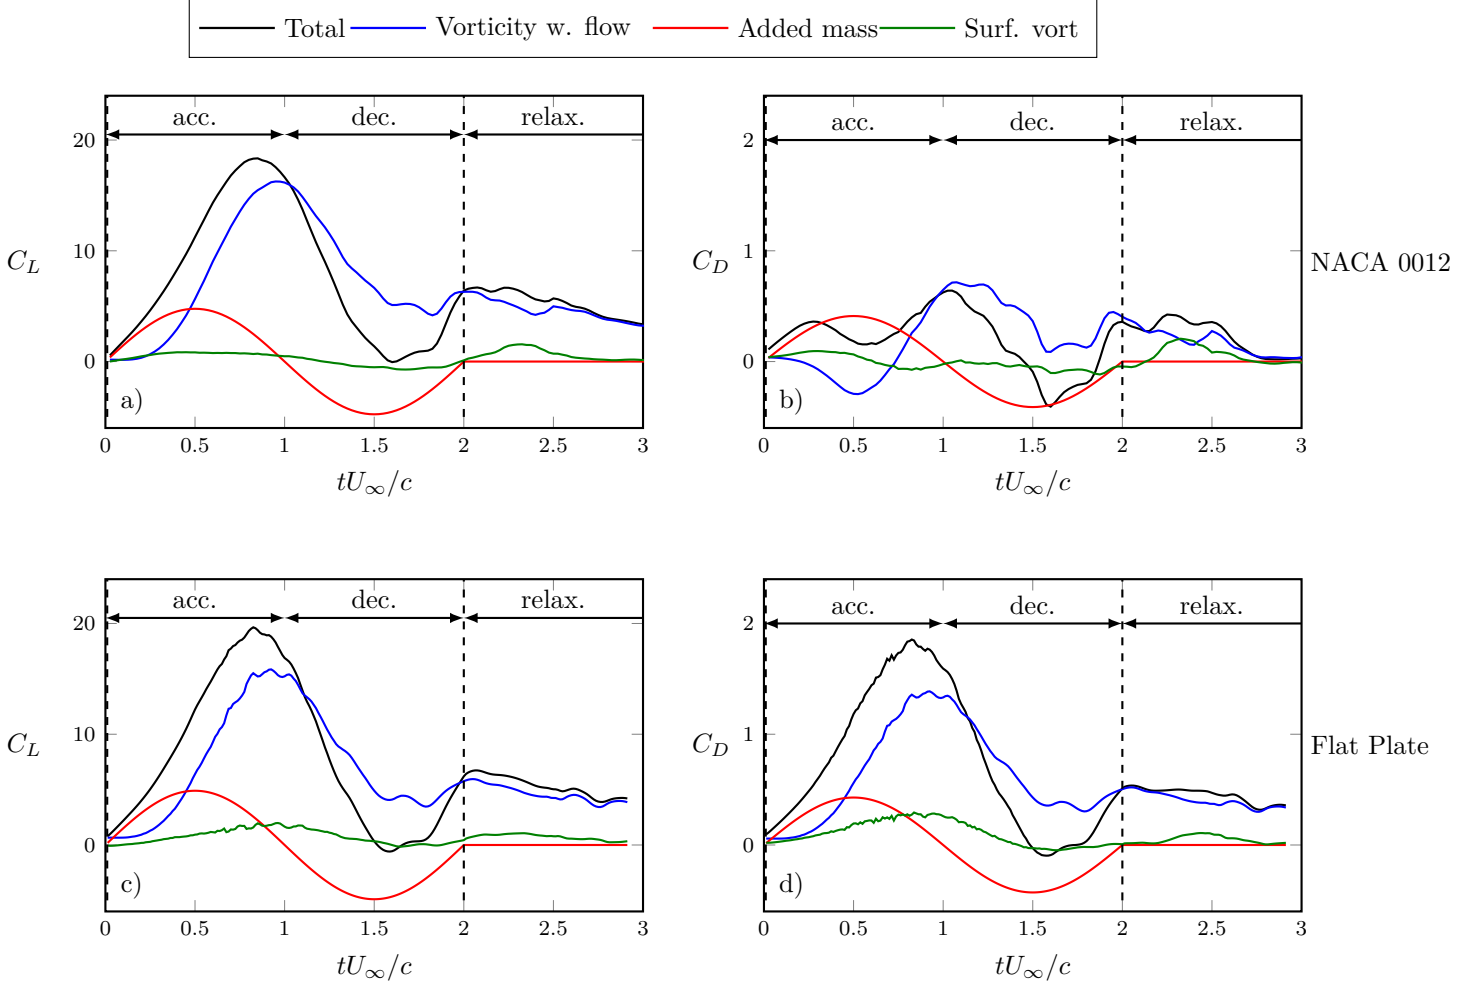 Total Vorticity w. flow Added mass Surf. vort
acc. dec. relax.
20
10
0
C_L
a)
0 0.5 1 1.5 2 2.5 3
tU_∞/c
acc. dec. relax.
2
1
0
C_D
b)
0 0.5 1 1.5 2 2.5 3
tU_∞/c
NACA 0012
acc. dec. relax.
20
10
0
C_L
c)
0 0.5 1 1.5 2 2.5 3
tU_∞/c
acc. dec. relax.
2
1
0
C_D
d)
0 0.5 1 1.5 2 2.5 3
tU_∞/c
Flat Plate